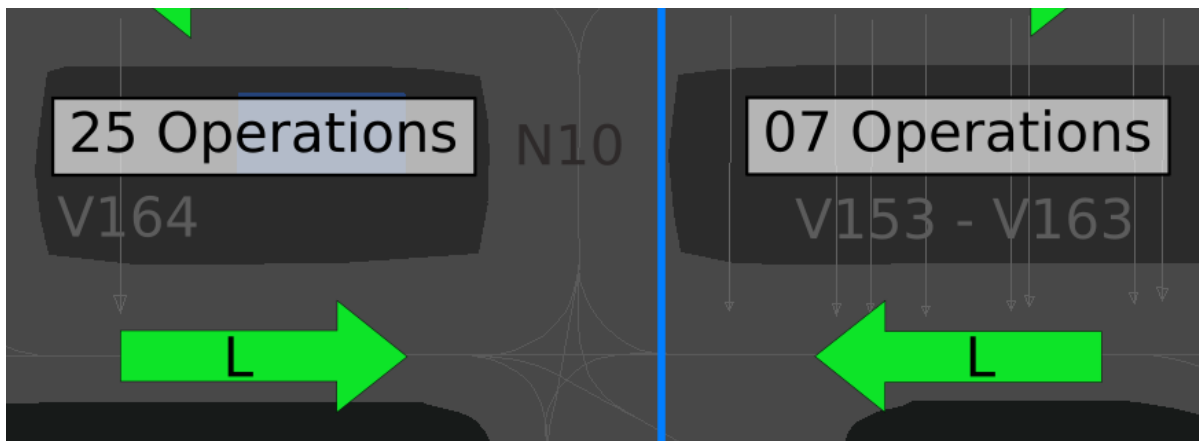 25 Operations
07 Operations
N10
V164
V153 - V163
L
L